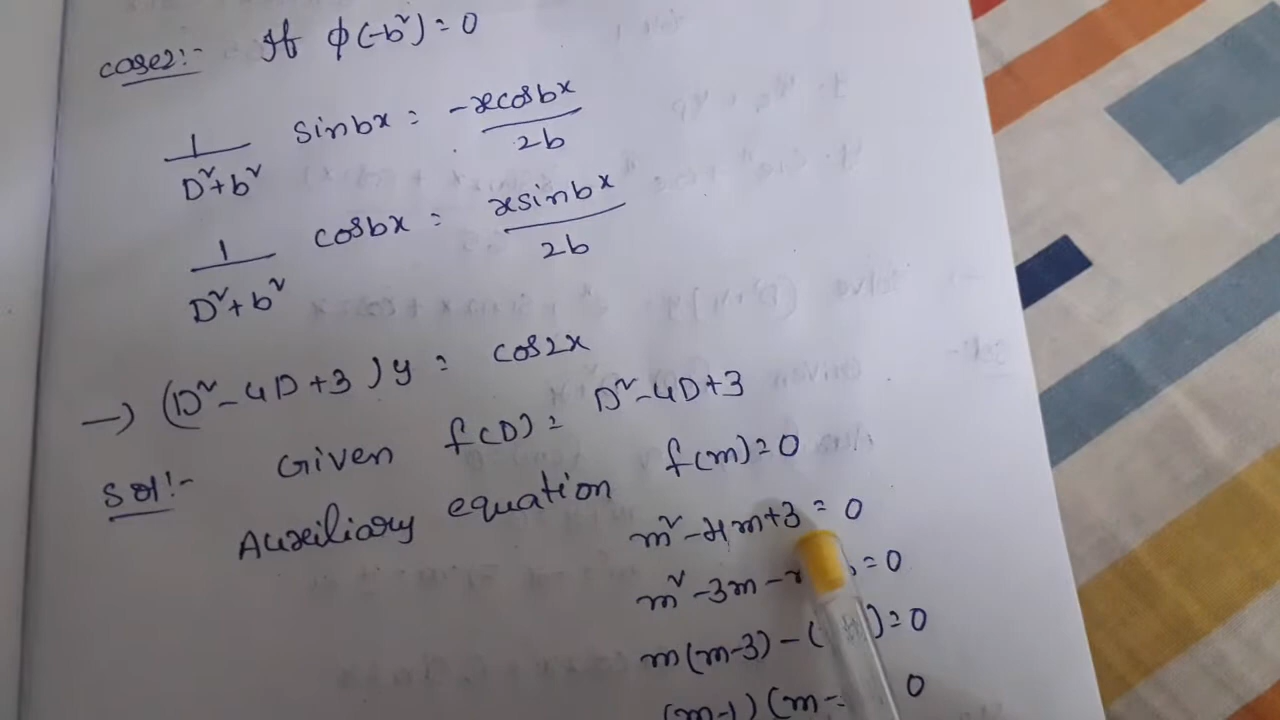 case2:- If ϕ(-b²)=0
1/(D²+b²) sinbx = -xcosbx/2b
1/(D²+b²) cosbx = xsinbx/2b
→ (D²-4D+3)y = cos2x
Sol:- Given f(D) = D²-4D+3
Auxiliary equation f(m)=0
m²-4m+3=0
m²-3m- =0
m(m-3)-( )=0
(m-1)(m- 0